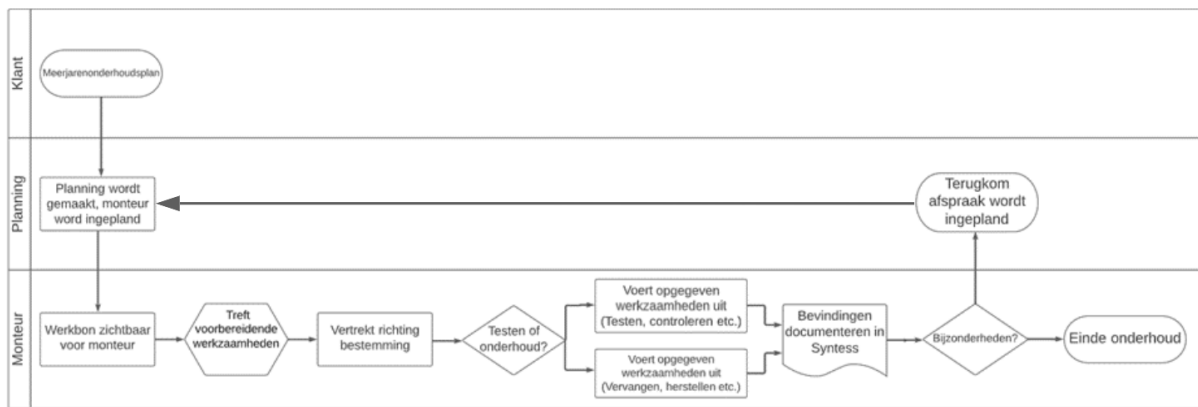 Klant
Meerjarenonderhoudsplan
Planning
Planning wordt
gemaakt, monteur
word ingepland
Terugkom
afspraak wordt
ingepland
Monteur
Werkbon zichtbaar
voor monteur
Treft
voorbereidende
werkzaamheden
Vertrekt richting
bestemming
Testen of
onderhoud?
Voert opgegeven
werkzaamheden uit
(Testen, controleren etc.)
Voert opgegeven
werkzaamheden uit
(Vervangen, herstellen etc.)
Bevindingen
documenteren in
Syntess
Bijzonderheden?
Einde onderhoud